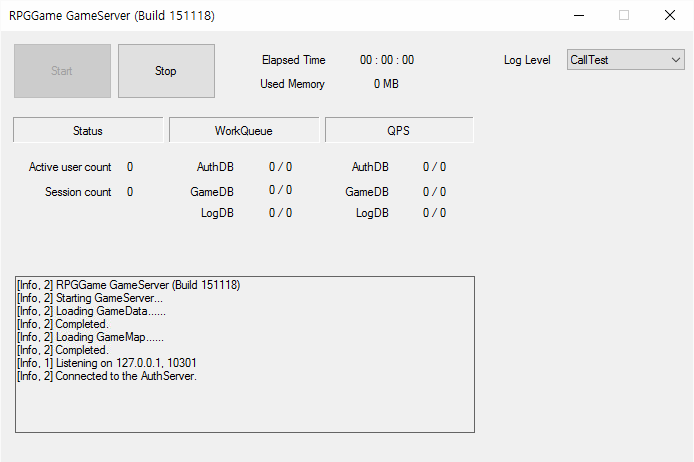 RPGGame GameServer (Build 151118)
Start
Stop
Elapsed Time 00 : 00 : 00
Used Memory 0 MB
Log Level CallTest
Status WorkQueue QPS
Active user count 0 AuthDB 0 / 0 AuthDB 0 / 0
Session count 0 GameDB 0 / 0 GameDB 0 / 0
LogDB 0 / 0 LogDB 0 / 0
[Info, 2] RPGGame GameServer (Build 151118)
[Info, 2] Starting GameServer...
[Info, 2] Loading GameData......
[Info, 2] Completed.
[Info, 2] Loading GameMap......
[Info, 2] Completed.
[Info, 1] Listening on 127.0.0.1, 10301
[Info, 2] Connected to the AuthServer.